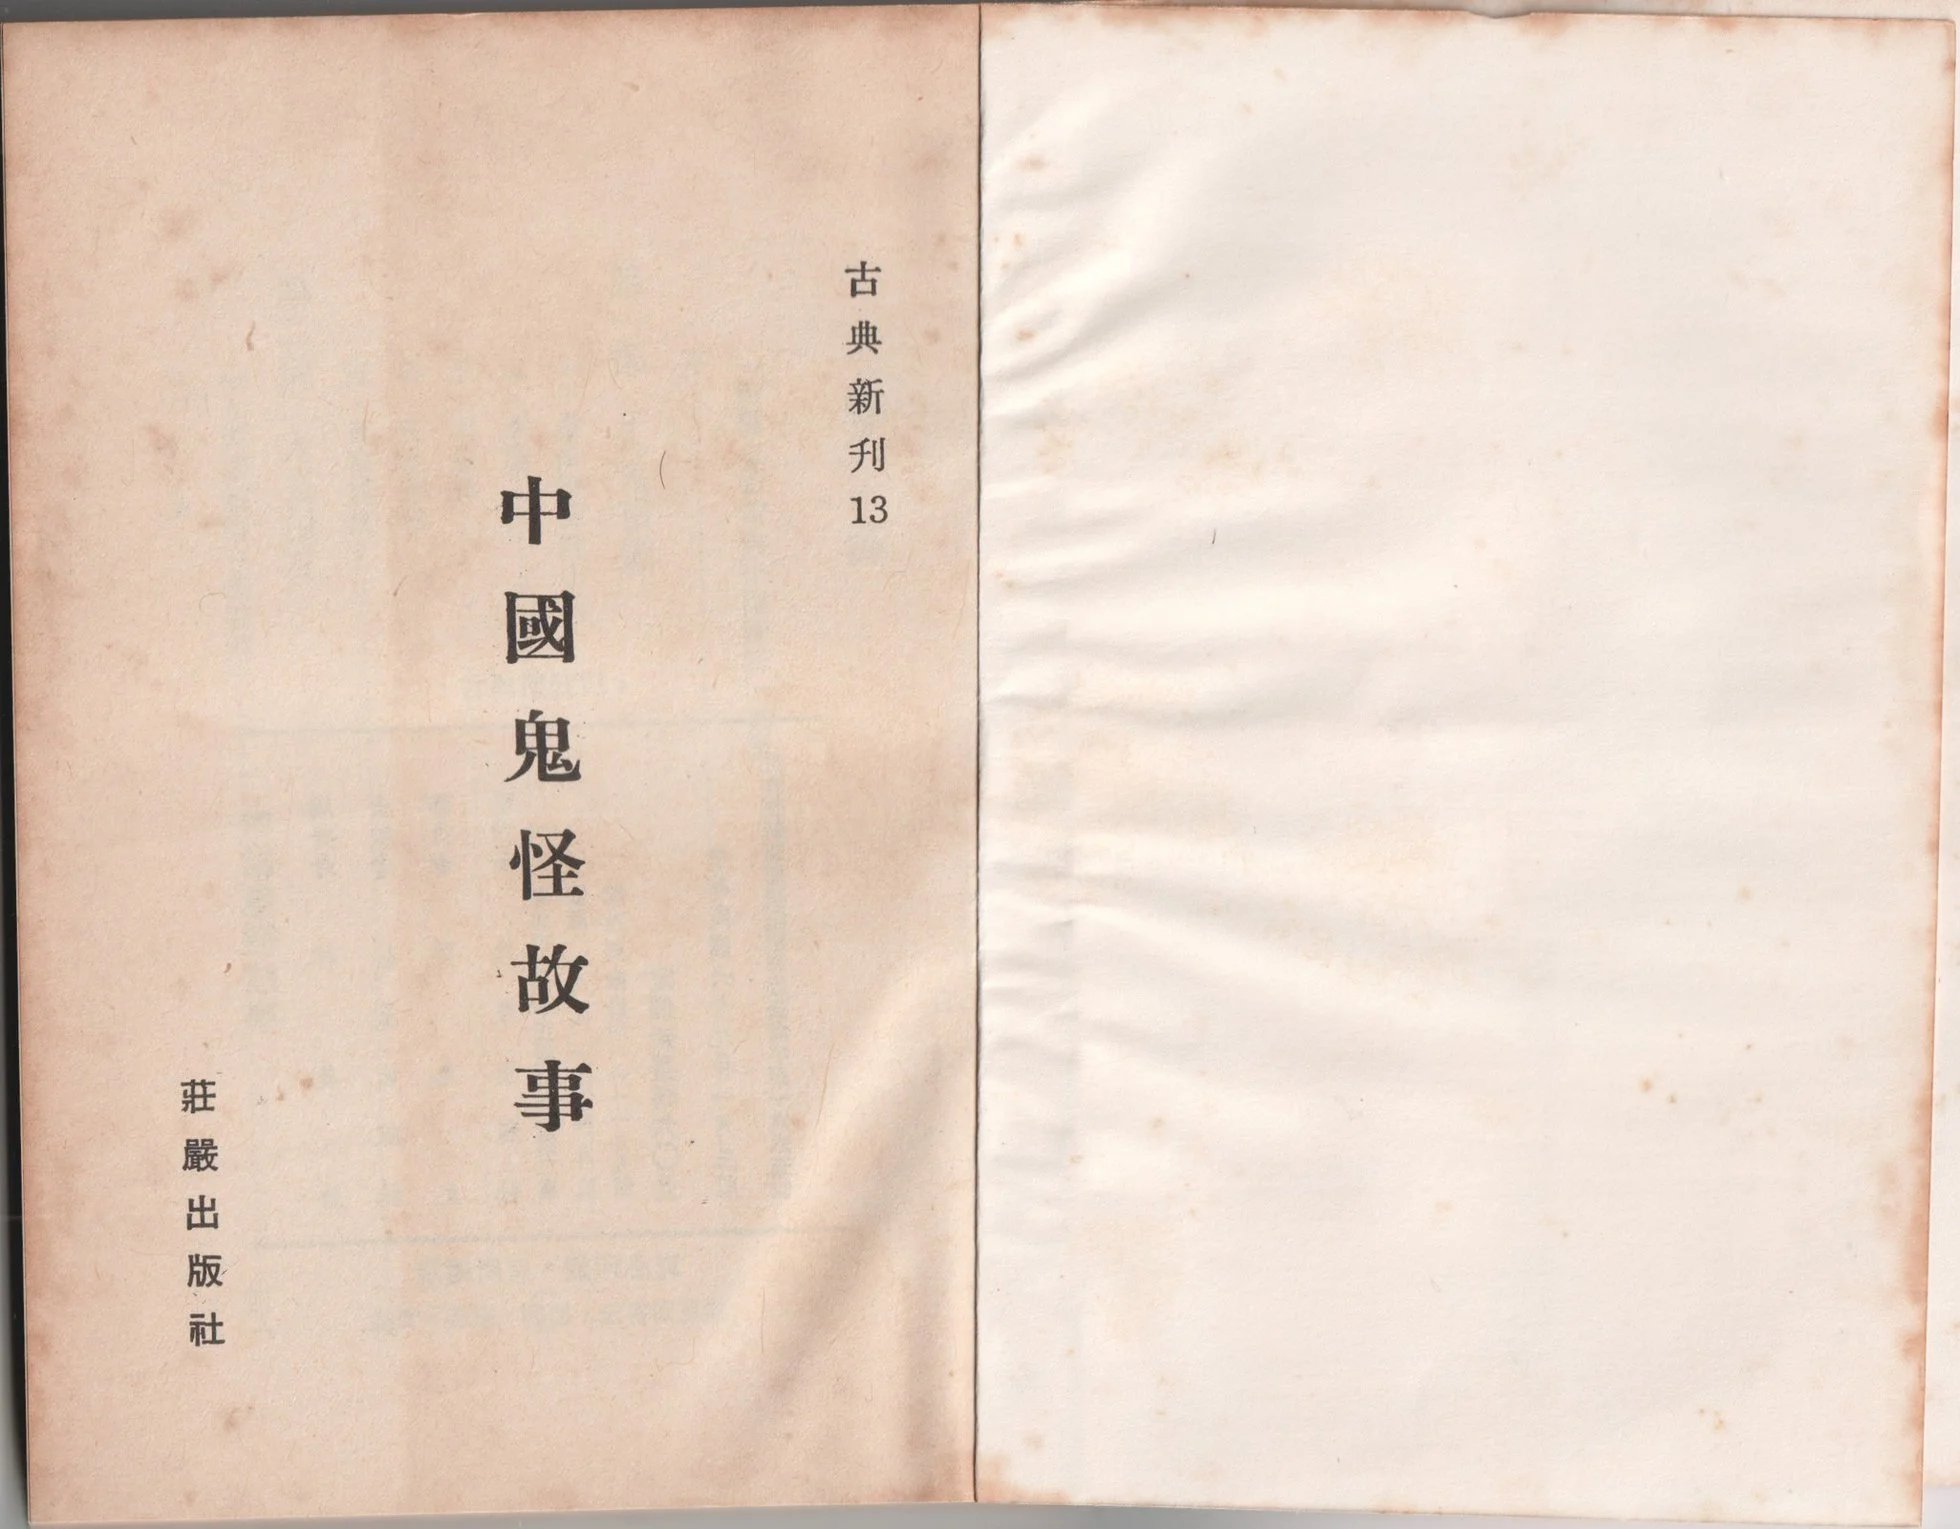 古典新刊13
中國鬼怪故事
莊嚴出版社